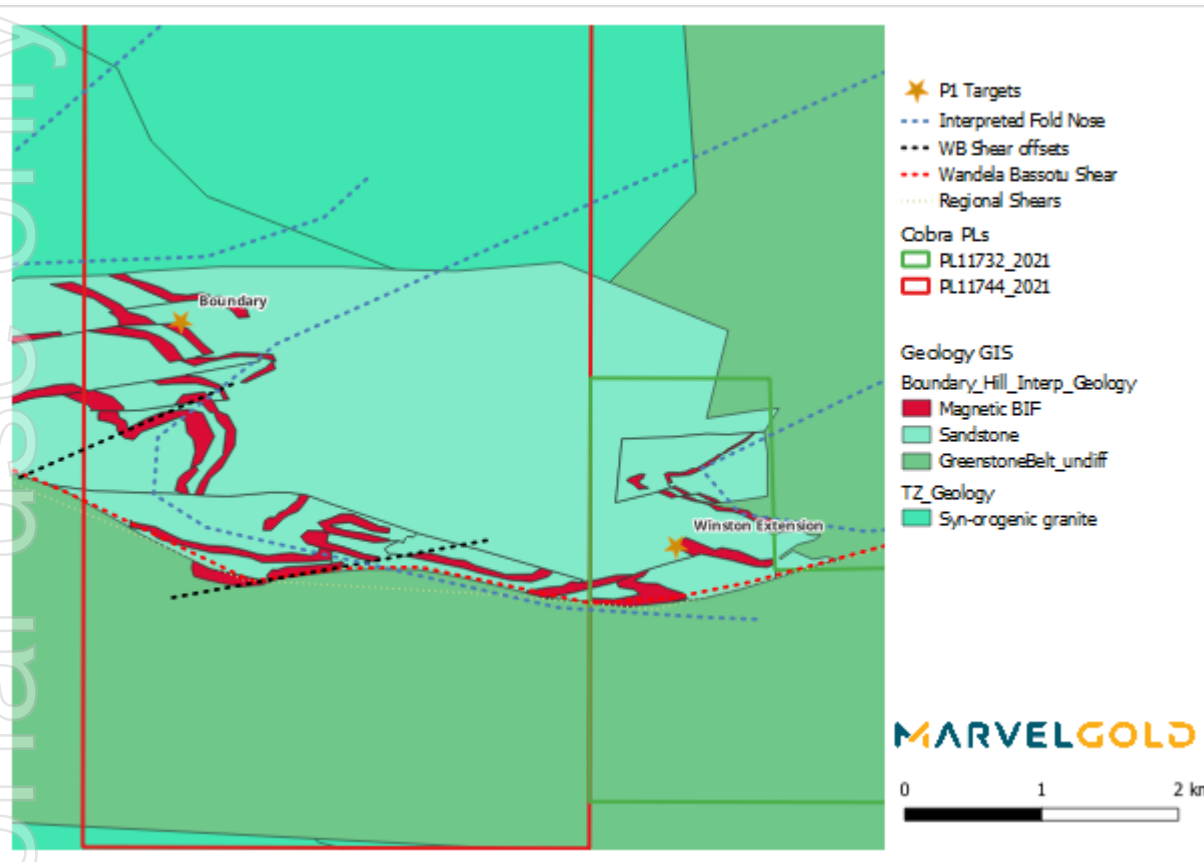 P1 Targets
Interpreted Fold Nose
WB Shear offsets
Wandela Bassotu Shear
Regional Shears
Cobra PLs
PL11732_2021
PL11744_2021
Geology GIS
Boundary_Hill_Interp_Geology
Magnetic BIF
Sandstone
GreenstoneBelt_undiff
TZ_Geology
Syn-orogenic granite
Boundary
Winston Extension
MARVELGOLD
0 1 2 km